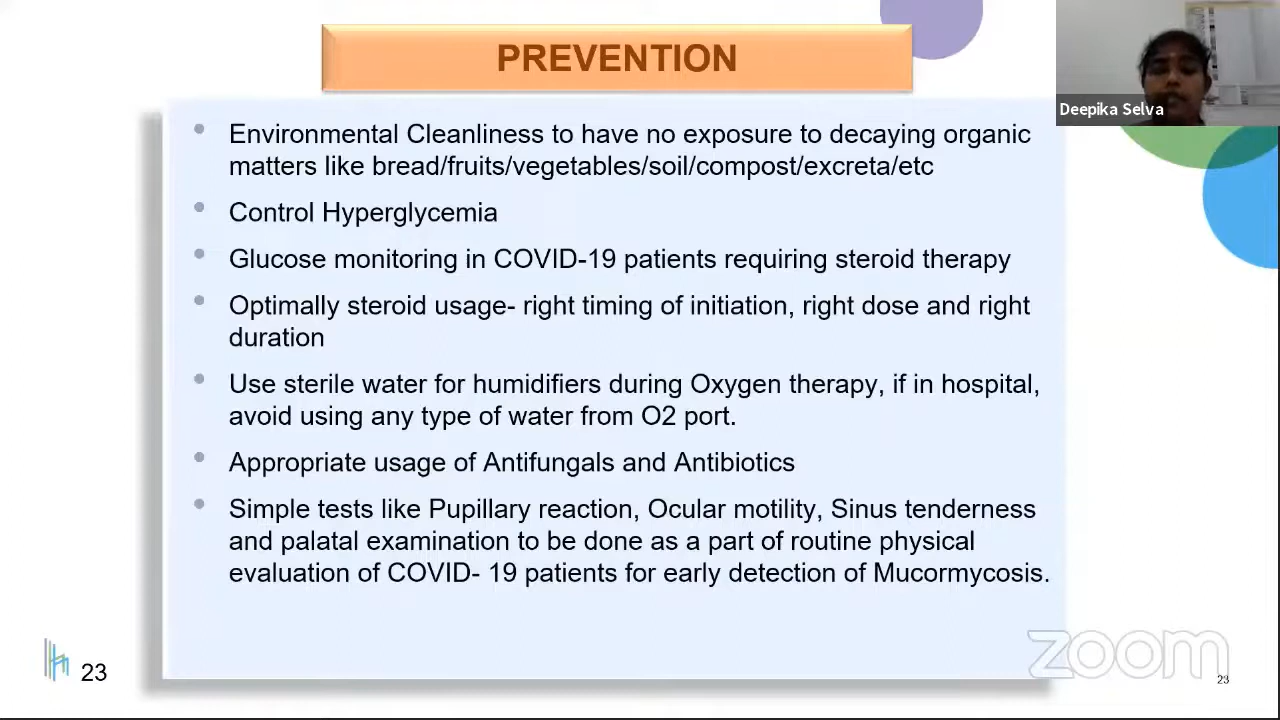 PREVENTION
Deepika Selva
• Environmental Cleanliness to have no exposure to decaying organic
matters like bread/fruits/vegetables/soil/compost/excreta/etc
• Control Hyperglycemia
• Glucose monitoring in COVID-19 patients requiring steroid therapy
• Optimally steroid usage- right timing of initiation, right dose and right
duration
• Use sterile water for humidifiers during Oxygen therapy, if in hospital,
avoid using any type of water from O2 port.
• Appropriate usage of Antifungals and Antibiotics
• Simple tests like Pupillary reaction, Ocular motility, Sinus tenderness
and palatal examination to be done as a part of routine physical
evaluation of COVID- 19 patients for early detection of Mucormycosis.
zoom
23
23